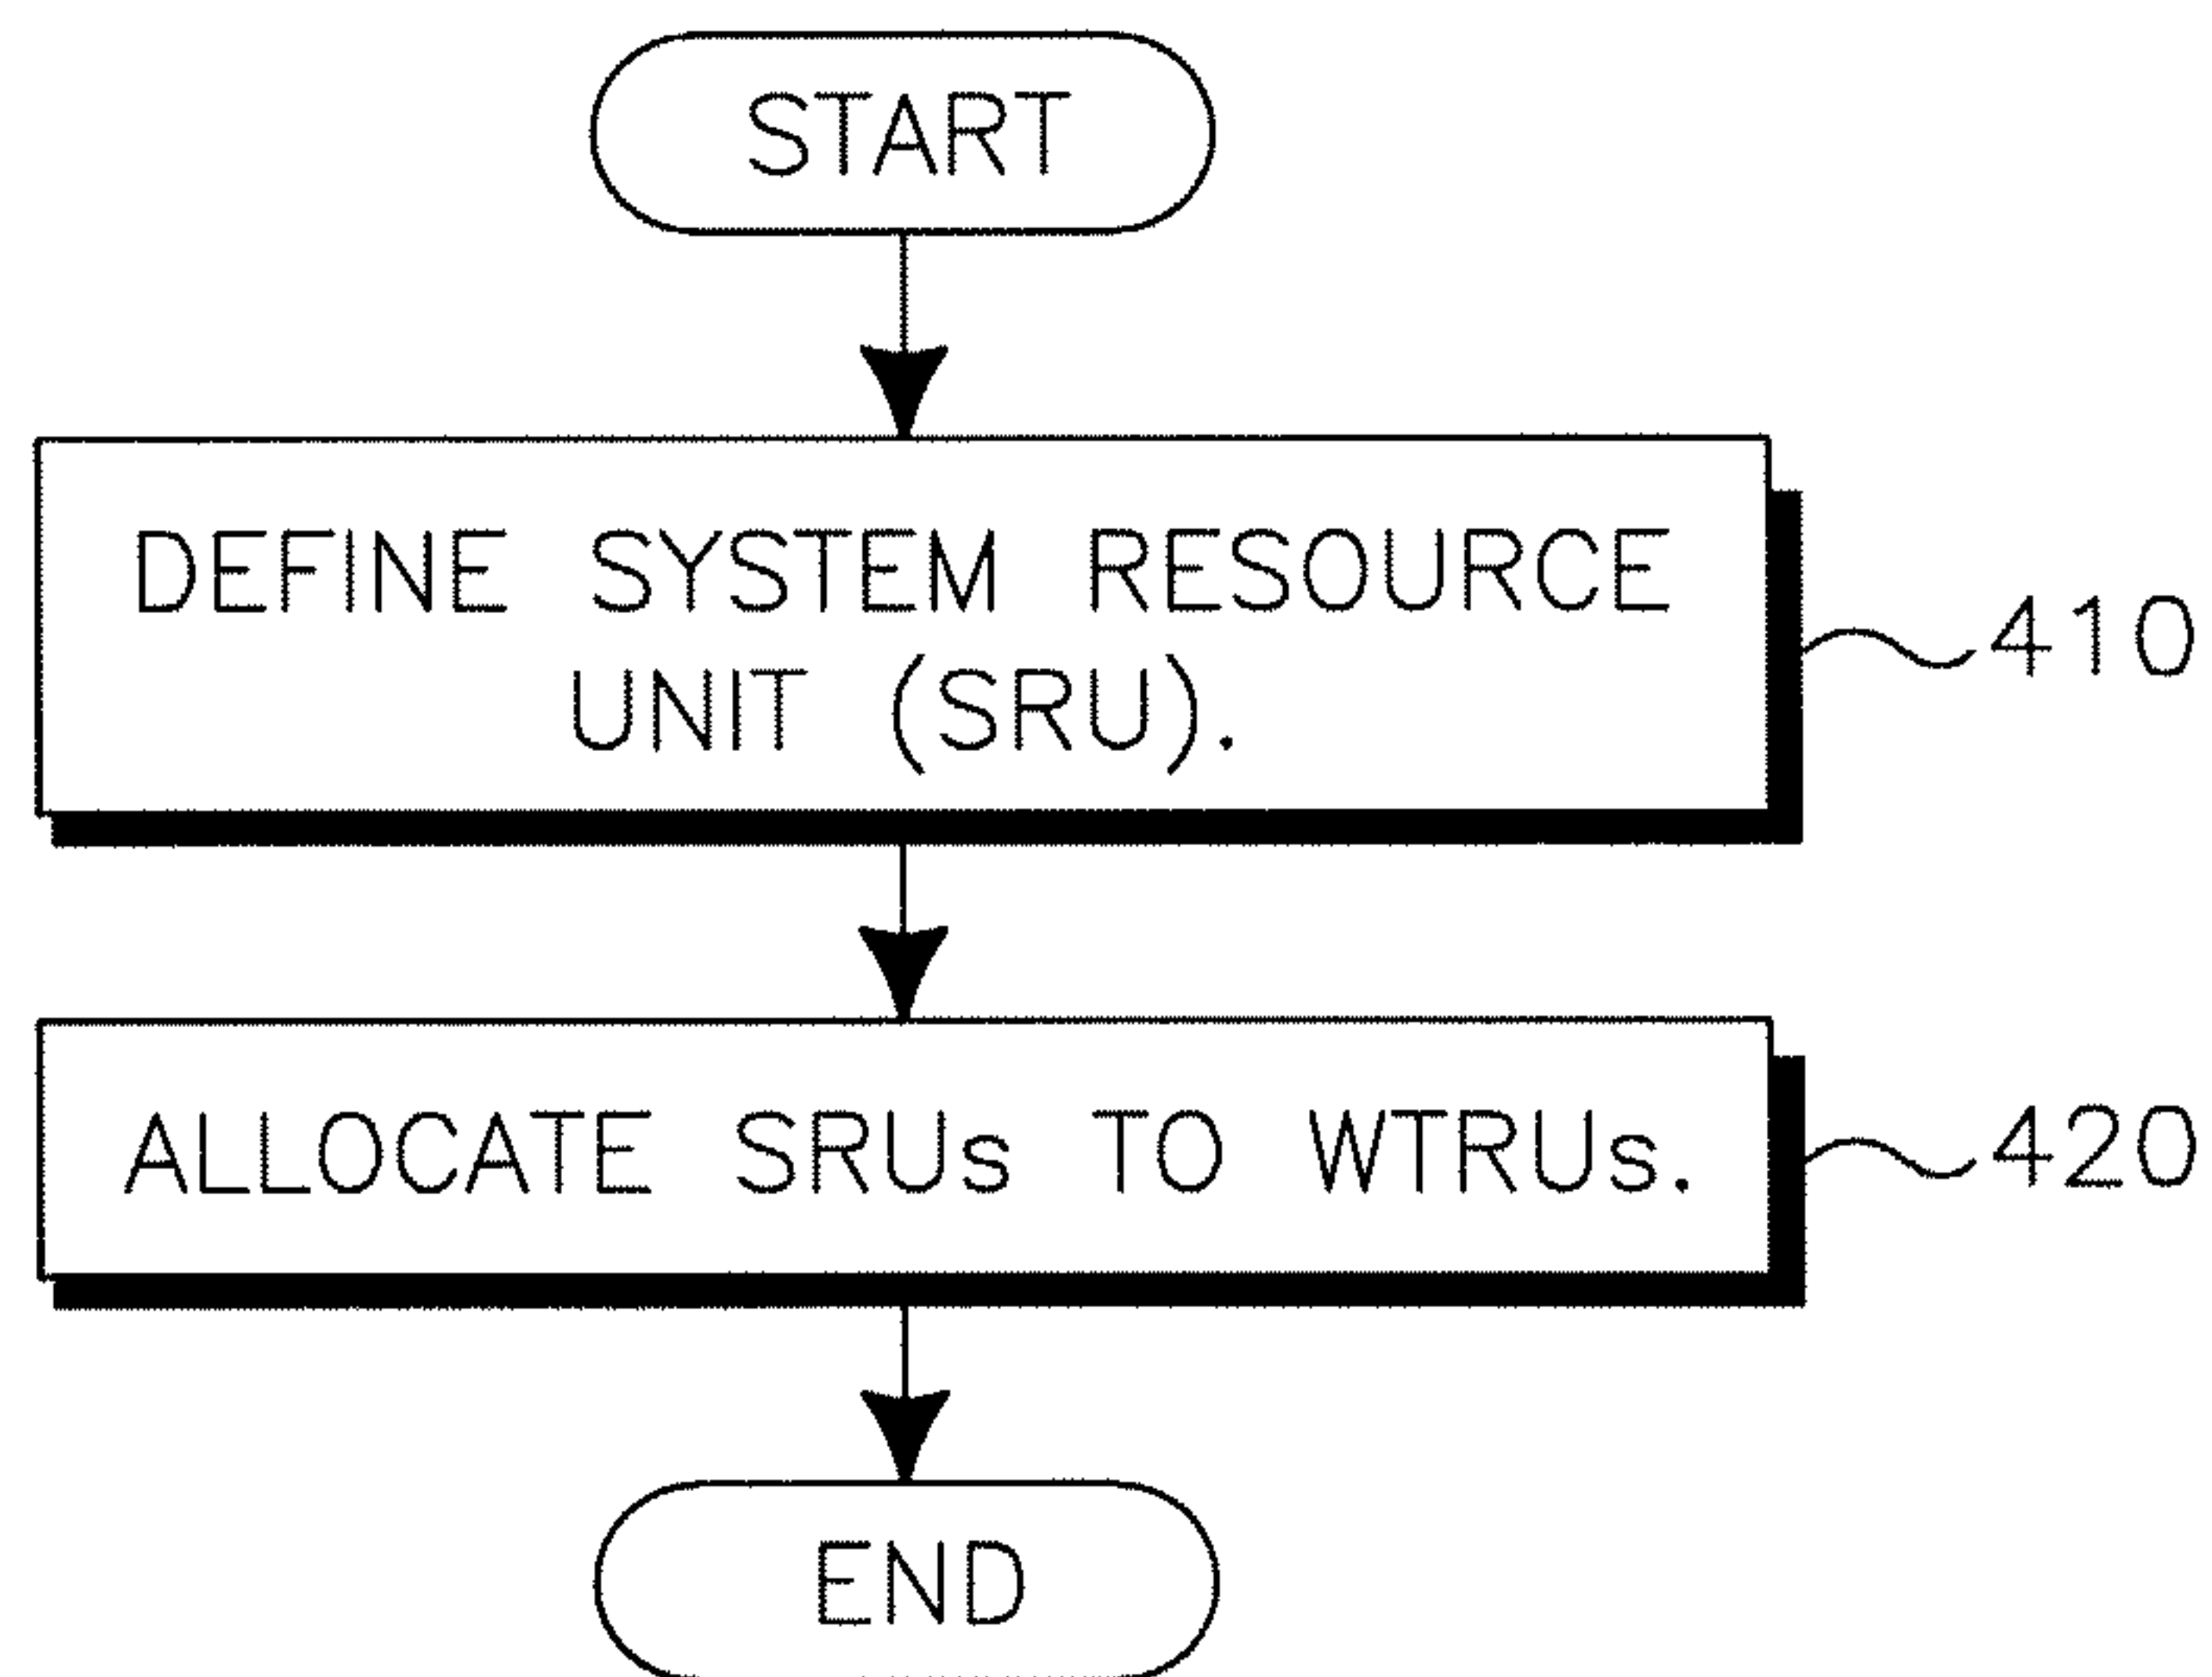 START
DEFINE SYSTEM RESOURCE
UNIT (SRU).
410
ALLOCATE SRUs TO WTRUs.
420
END